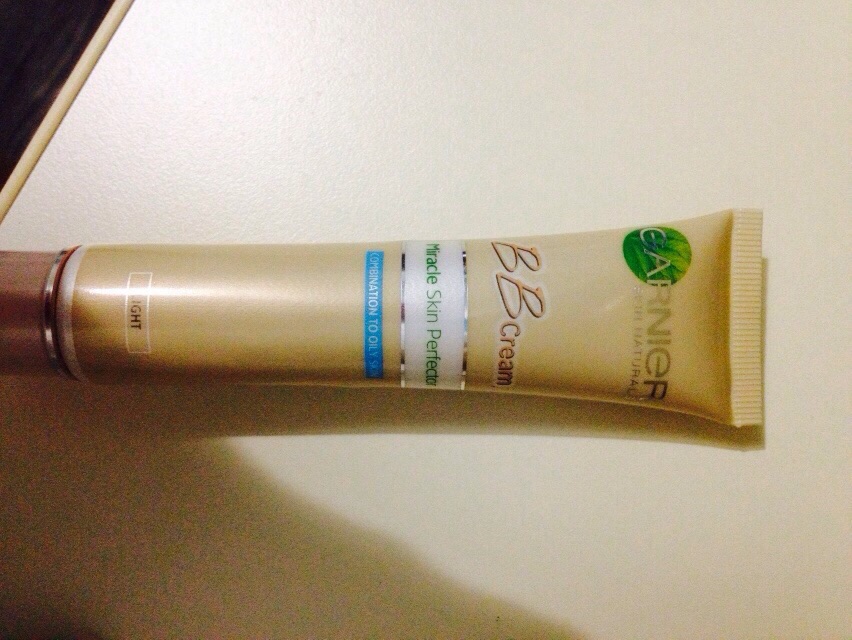 GARNIER
SKIN NATURALS
BB
Cream
Miracle Skin Perfector
COMBINATION TO OILY SKIN
LIGHT